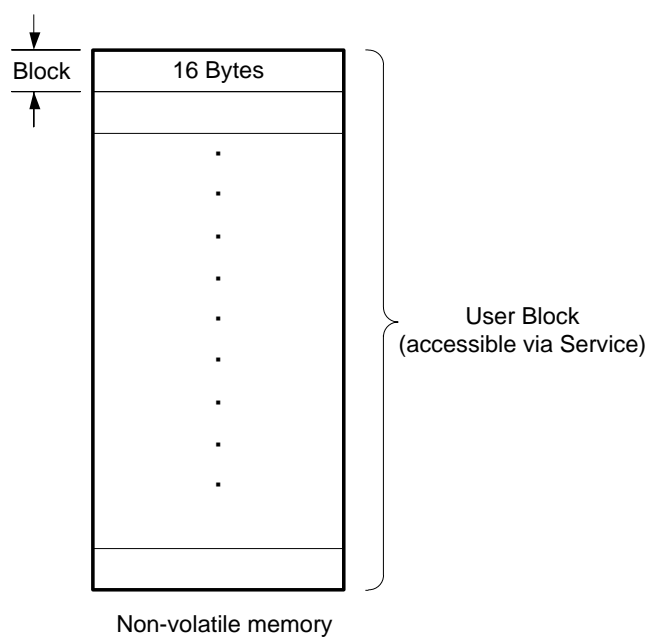 Block
16 Bytes
User Block
(accessible via Service)
Non-volatile memory